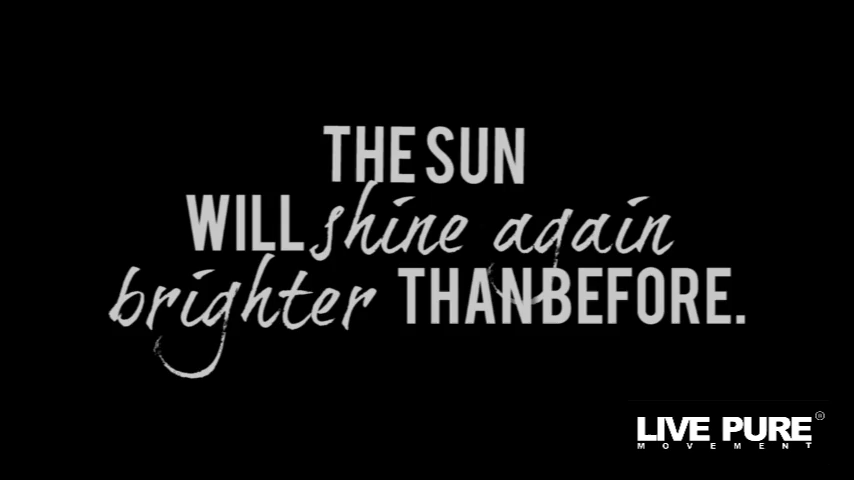 THE SUN
WILL shine again
brighter THAN BEFORE.
LIVE PURE®
MOVEMENT